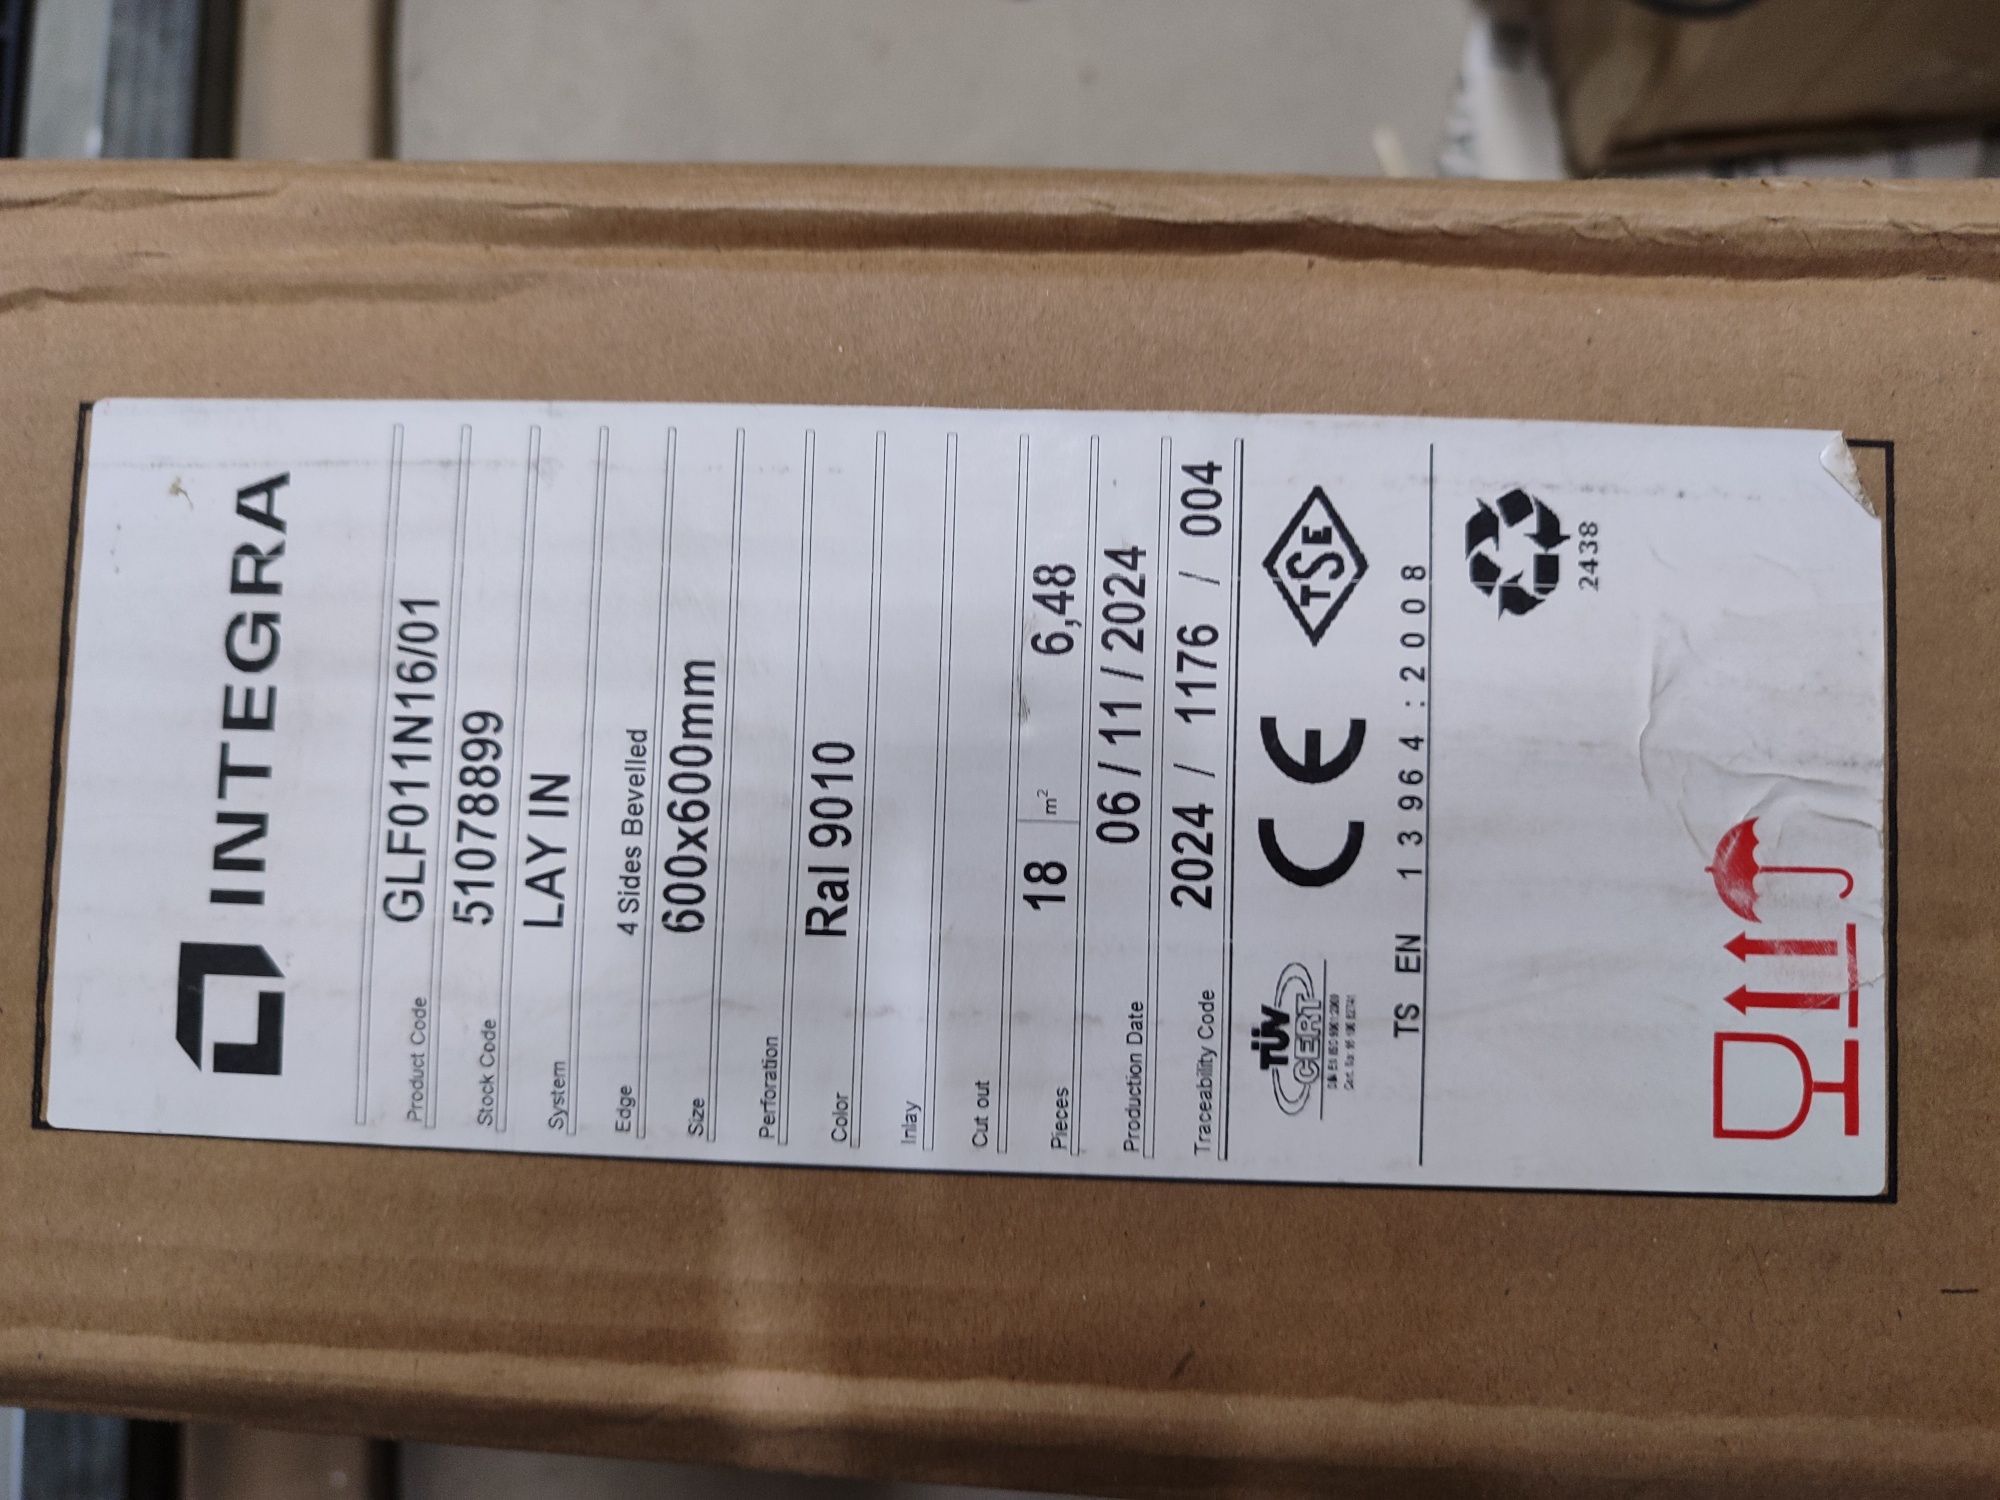 INTEGRA
Product Code GLF011N16/01
Stock Code 51078899
System LAY IN
Edge 4 Sides Bevelled
Size 600x600mm
Perforation
Color Ral 9010
Inlay
Cut out
Pieces 18 m² 6,48
Production Date 06 / 11 / 2024
Traceability Code 2024 / 1176 / 004
TÜV CERT CE TSE
TS EN 13964:2008
2438